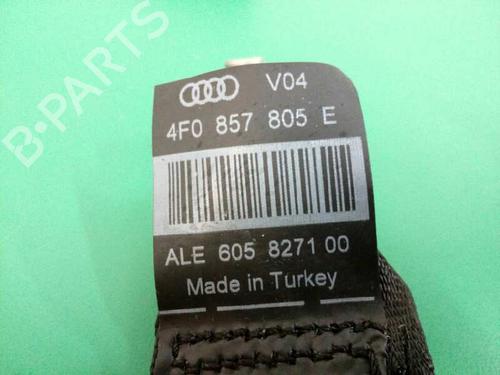 V04
4F0 857 805 E
ALE 605 8271 00
Made in Turkey
B-PARTS